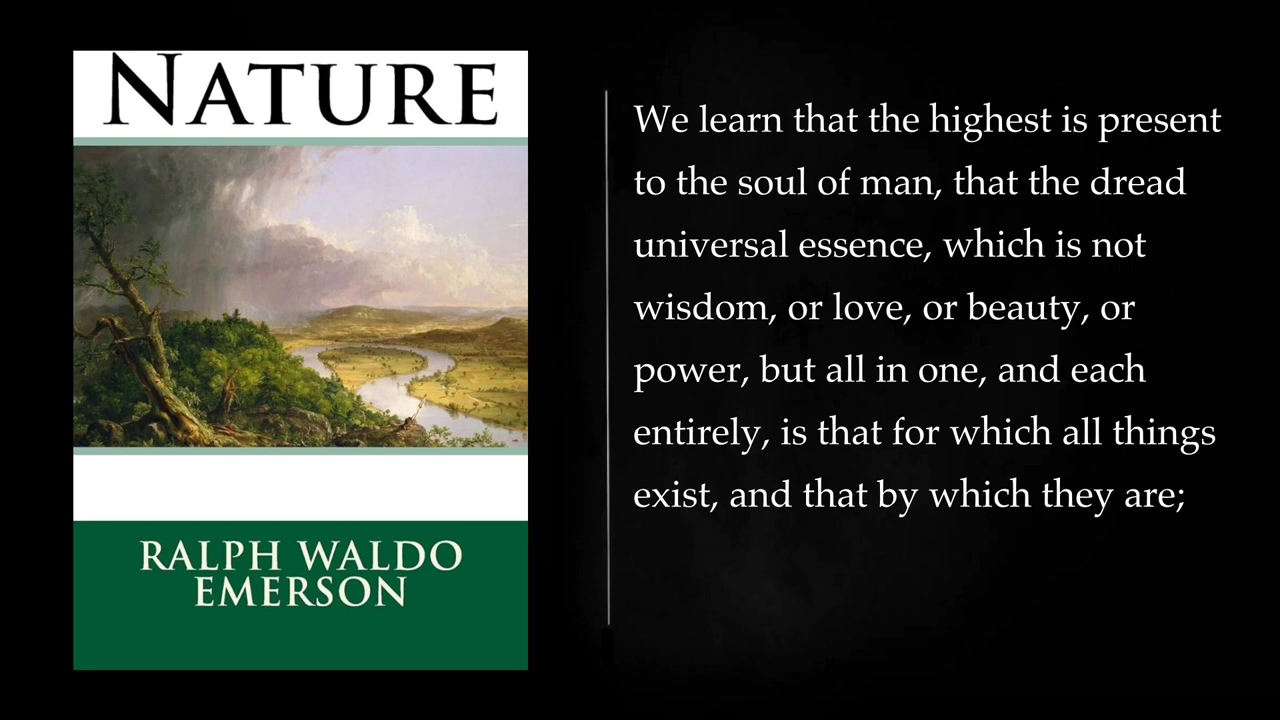 NATURE
RALPH WALDO
EMERSON
We learn that the highest is present
to the soul of man, that the dread
universal essence, which is not
wisdom, or love, or beauty, or
power, but all in one, and each
entirely, is that for which all things
exist, and that by which they are;